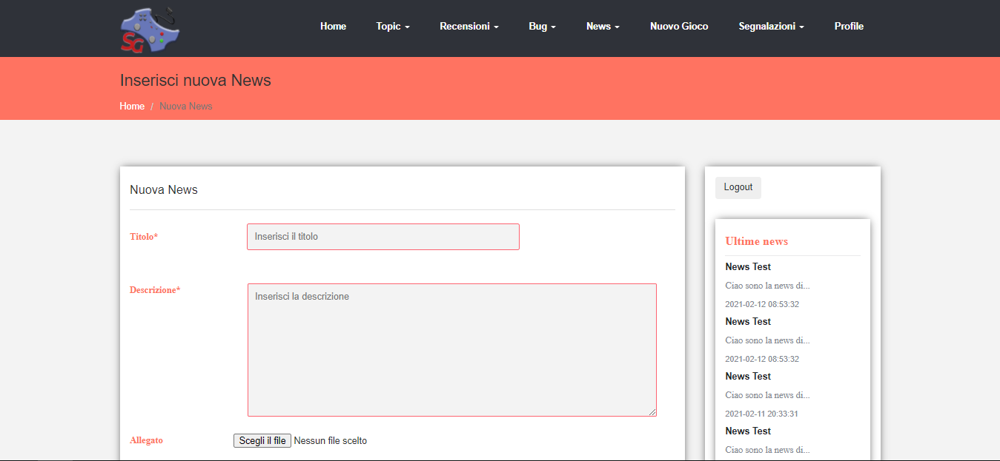 SG
Home Topic Recensioni Bug News Nuovo Gioco Segnalazioni Profile
Inserisci nuova News
Home / Nuova News
Nuova News
Titolo*
Inserisci il titolo
Descrizione*
Inserisci la descrizione
Allegato
Scegli il file Nessun file scelto
Logout
Ultime news
News Test
Ciao sono la news di...
2021-02-12 08:53:32
News Test
Ciao sono la news di...
2021-02-12 08:53:32
News Test
Ciao sono la news di...
2021-02-11 20:33:31
News Test
Ciao sono la news di...